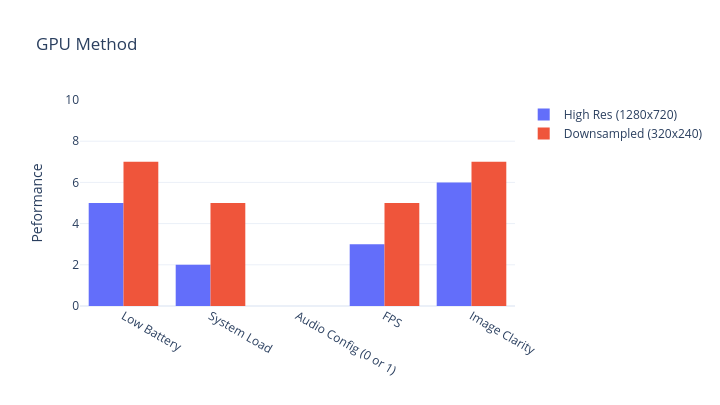 GPU Method
10
8
6
4
2
0
Peformance
Low Battery
System Load
Audio Config (0 or 1)
FPS
Image Clarity
High Res (1280x720)
Downsampled (320x240)